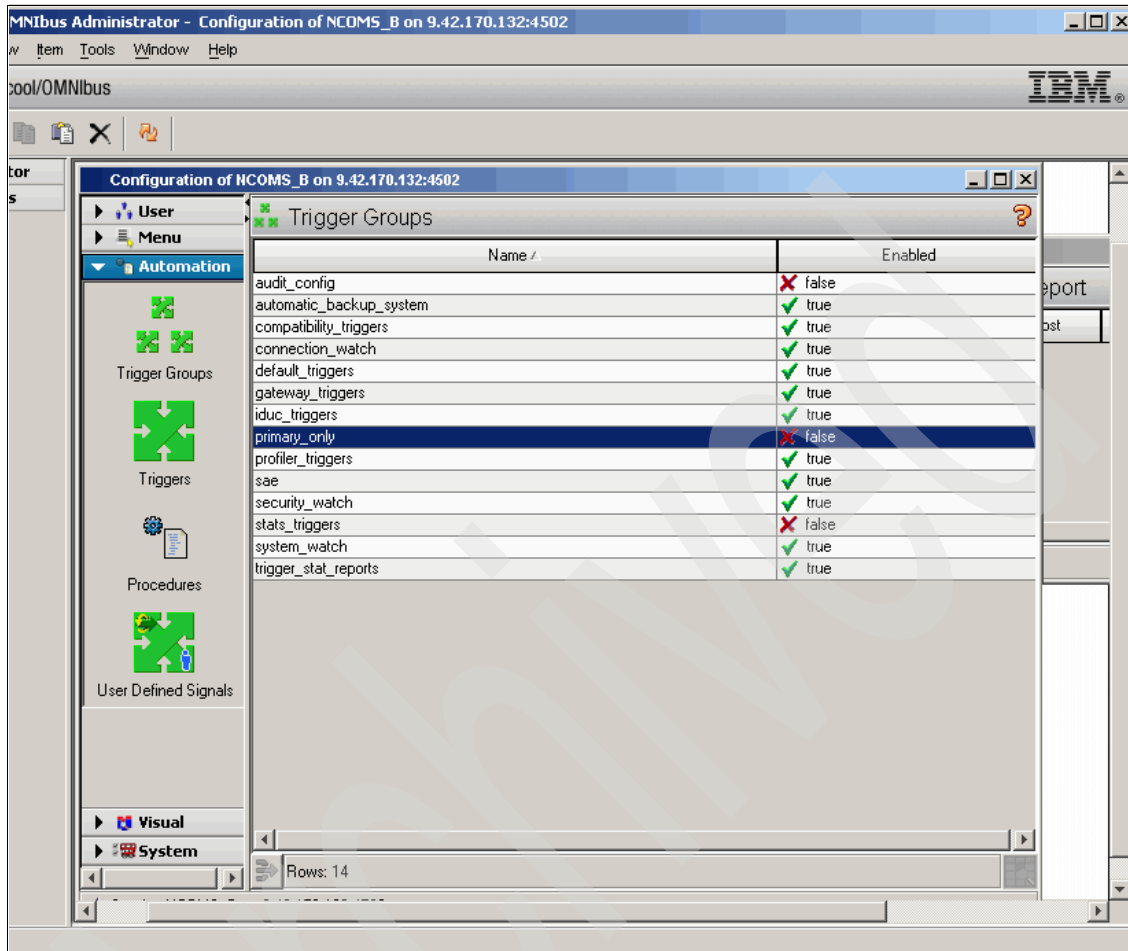 MNIbus Administrator - Configuration of NCOMS_B on 9.42.170.132:4502
w Item Tools Window Help
cool/OMNIbus
IBM®
tor
s
Configuration of NCOMS_B on 9.42.170.132:4502
User
Menu
Automation
Trigger Groups
Triggers
Procedures
User Defined Signals
Visual
System
Trigger Groups
Name Enabled
audit_config false
automatic_backup_system true
compatibility_triggers true
connection_watch true
default_triggers true
gateway_triggers true
iduc_triggers true
primary_only false
profiler_triggers true
sae true
security_watch true
stats_triggers false
system_watch true
trigger_stat_reports true
Rows: 14
eport
ost